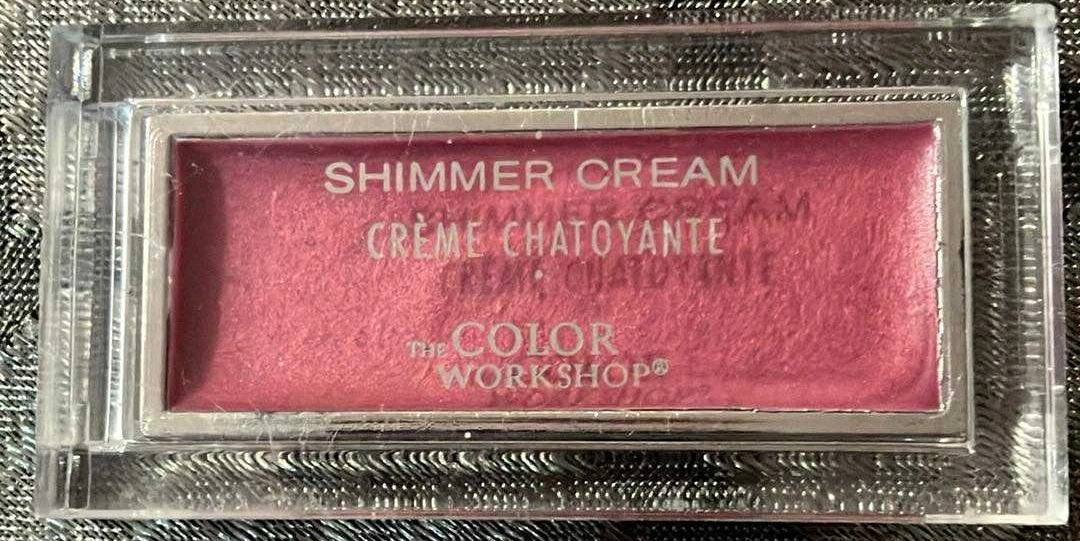 SHIMMER CREAM
CRÈME CHATOYANTE
THE COLOR
WORKSHOP®